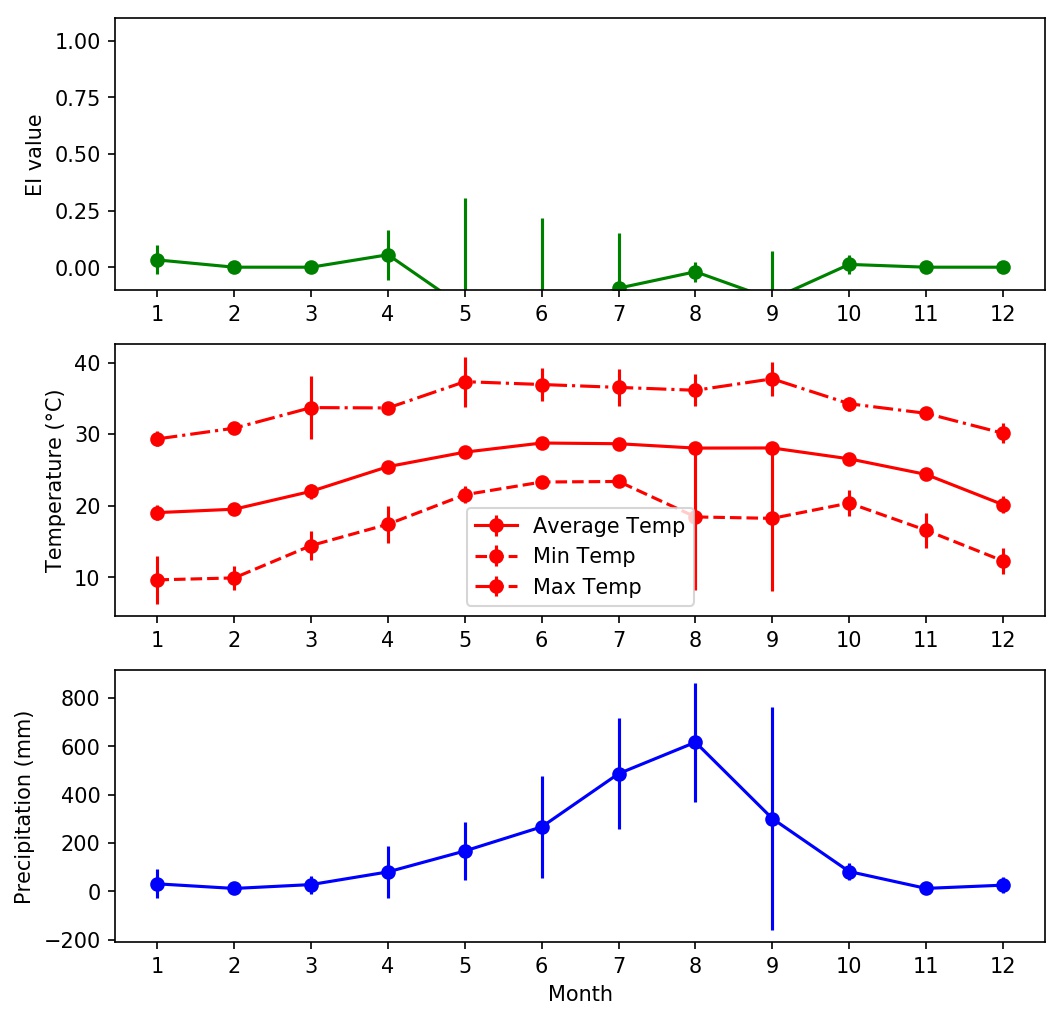 EI value
1.00
0.75
0.50
0.25
0.00
1 2 3 4 5 6 7 8 9 10 11 12
Temperature (°C)
40
30
20
10
Average Temp
Min Temp
Max Temp
1 2 3 4 5 6 7 8 9 10 11 12
Precipitation (mm)
800
600
400
200
0
−200
1 2 3 4 5 6 7 8 9 10 11 12
Month